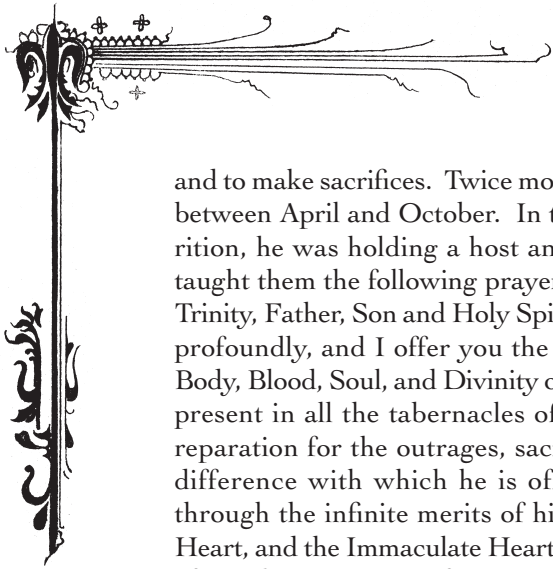 and to make sacrifices. Twice mo
between April and October. In t
rition, he was holding a host an
taught them the following prayer
Trinity, Father, Son and Holy Spi
profoundly, and I offer you the
Body, Blood, Soul, and Divinity o
present in all the tabernacles of
reparation for the outrages, sac
difference with which he is of
through the infinite merits of hi
Heart, and the Immaculate Heart